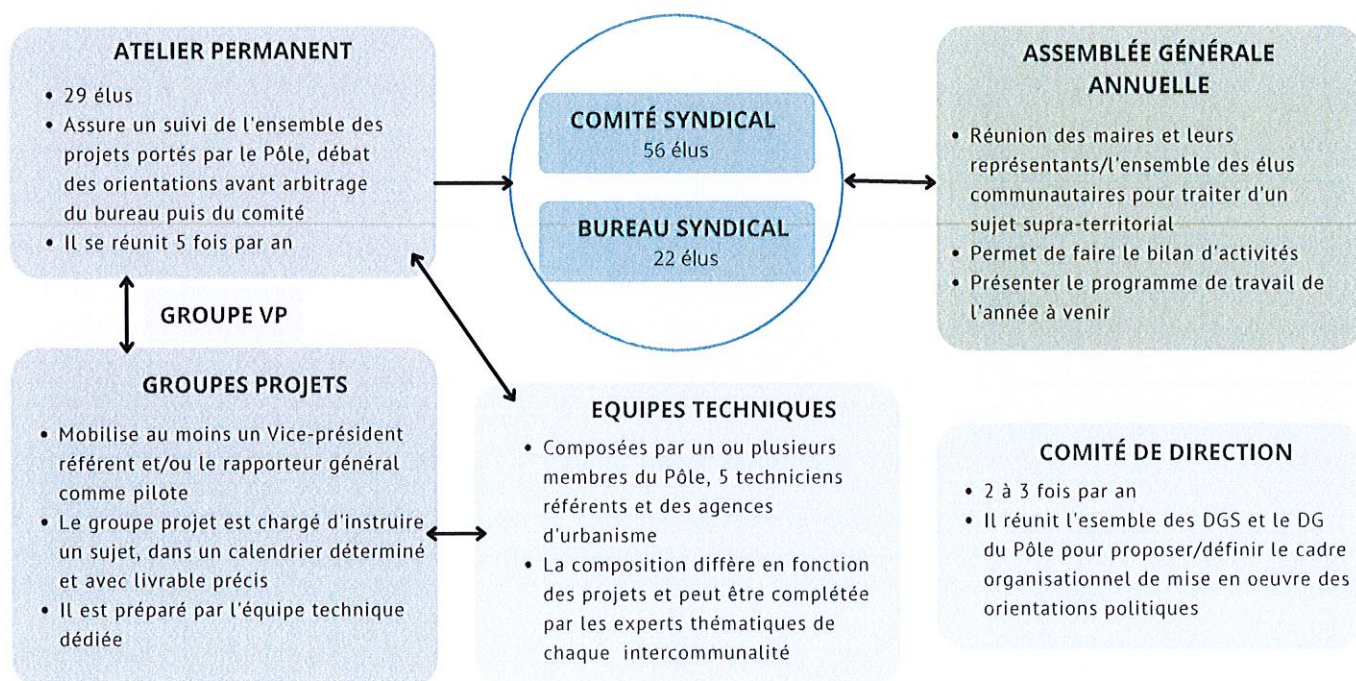 ATELIER PERMANENT
• 29 élus
• Assure un suivi de l'ensemble des
projets portés par le Pôle, débat
des orientations avant arbitrage
du bureau puis du comité
• Il se réunit 5 fois par an
COMITÉ SYNDICAL
56 élus
BUREAU SYNDICAL
22 élus
ASSEMBLÉE GÉNÉRALE
ANNUELLE
• Réunion des maires et leurs
représentants/l'ensemble des élus
communautaires pour traiter d'un
sujet supra-territorial
• Permet de faire le bilan d'activités
• Présenter le programme de travail de
l'année à venir
GROUPE VP
GROUPES PROJETS
• Mobilise au moins un Vice-président
référent et/ou le rapporteur général
comme pilote
• Le groupe projet est chargé d'instruire
un sujet, dans un calendrier déterminé
et avec livrable précis
• Il est préparé par l'équipe technique
dédiée
EQUIPES TECHNIQUES
• Composées par un ou plusieurs
membres du Pôle, 5 techniciens
référents et des agences
d'urbanisme
• La composition diffère en fonction
des projets et peut être complétée
par les experts thématiques de
chaque intercommunalité
COMITÉ DE DIRECTION
• 2 à 3 fois par an
• Il réunit l'esemble des DGS et le DG
du Pôle pour proposer/définir le cadre
organisationnel de mise en oeuvre des
orientations politiques